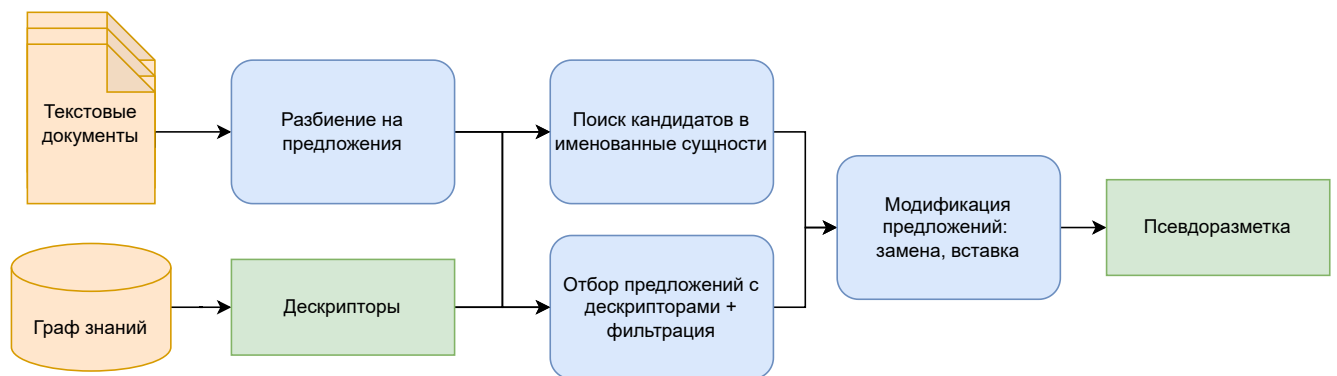 Текстовые
документы
Разбиение на
предложения
Поиск кандидатов в
именованные сущности
Модификация
предложений:
замена, вставка
Псевдоразметка
Граф знаний
Дескрипторы
Отбор предложений с
дескрипторами +
фильтрация